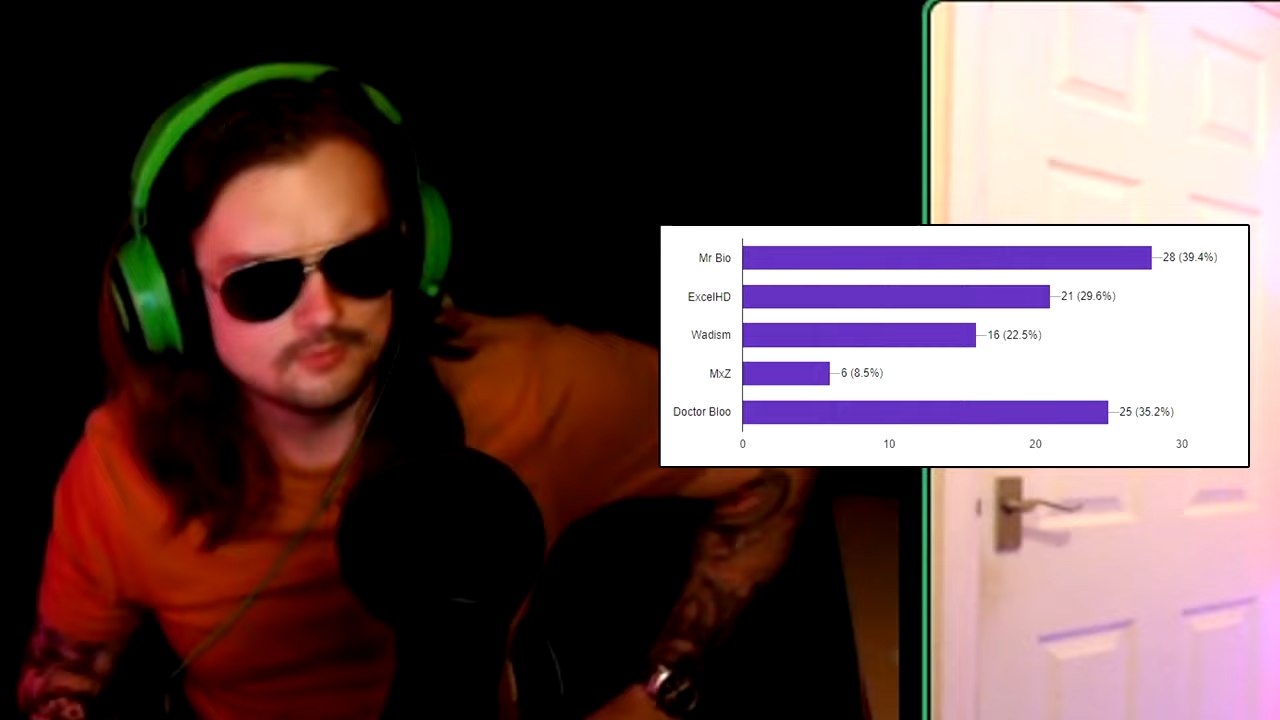 Mr Bio 28 (39.4%)
ExcelHD 21 (29.6%)
Wadism 16 (22.5%)
MxZ 6 (8.5%)
Doctor Bloo 25 (35.2%)
0 10 20 30